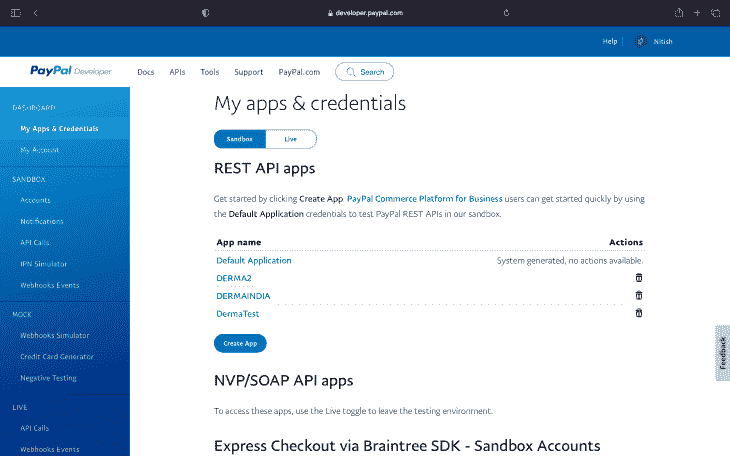 developer.paypal.com
Help
Nitish
PayPal Developer
Docs
APIs
Tools
Support
PayPal.com
Search
DASHBOARD
My Apps & Credentials
My Account
SANDBOX
Accounts
Notifications
API Calls
IPN Simulator
Webhooks Events
MOCK
Webhooks Simulator
Credit Card Generator
Negative Testing
LIVE
API Calls
Webhooks Events
My apps & credentials
Sandbox
Live
REST API apps
Get started by clicking Create App. PayPal Commerce Platform for Business users can get started quickly by using
the Default Application credentials to test PayPal REST APIs in our sandbox.
App name
Actions
Default Application
System generated, no actions available.
DERMA2
DERMAINDIA
DermaTest
Create App
NVP/SOAP API apps
To access these apps, use the Live toggle to leave the testing environment.
Express Checkout via Braintree SDK - Sandbox Accounts
Feedback